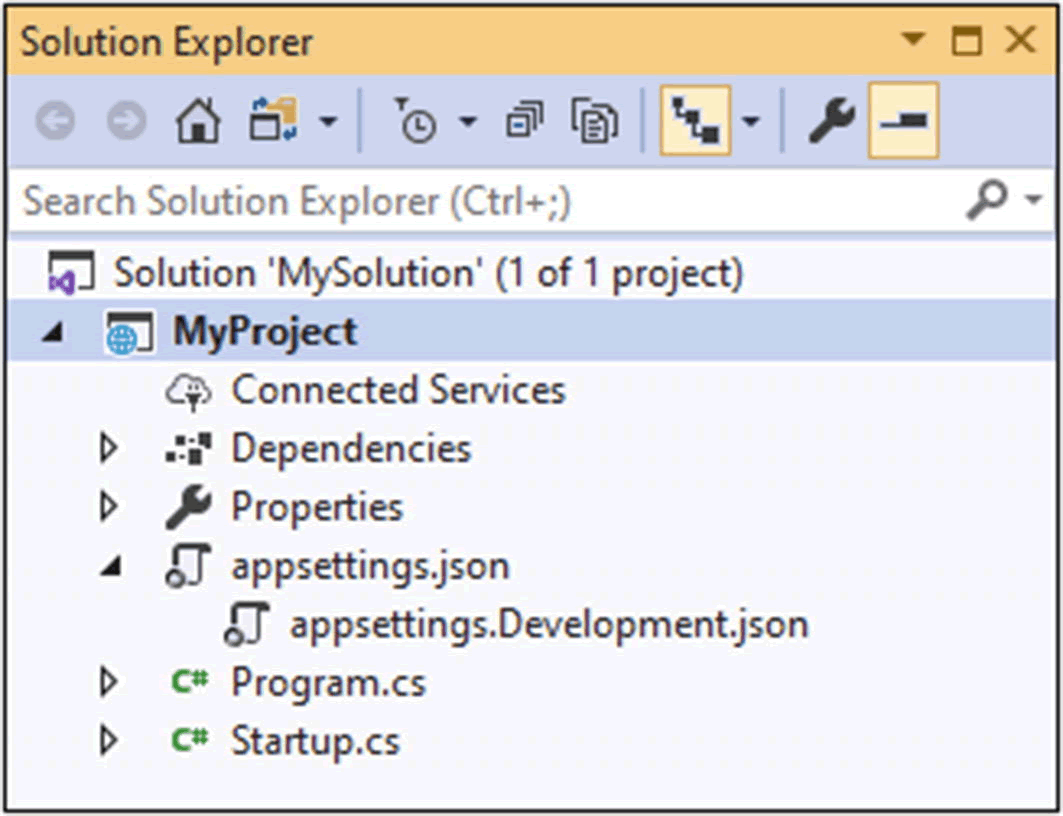 Solution Explorer
Search Solution Explorer (Ctrl+;)
Solution 'MySolution' (1 of 1 project)
MyProject
Connected Services
Dependencies
Properties
appsettings.json
appsettings.Development.json
C# Program.cs
C# Startup.cs